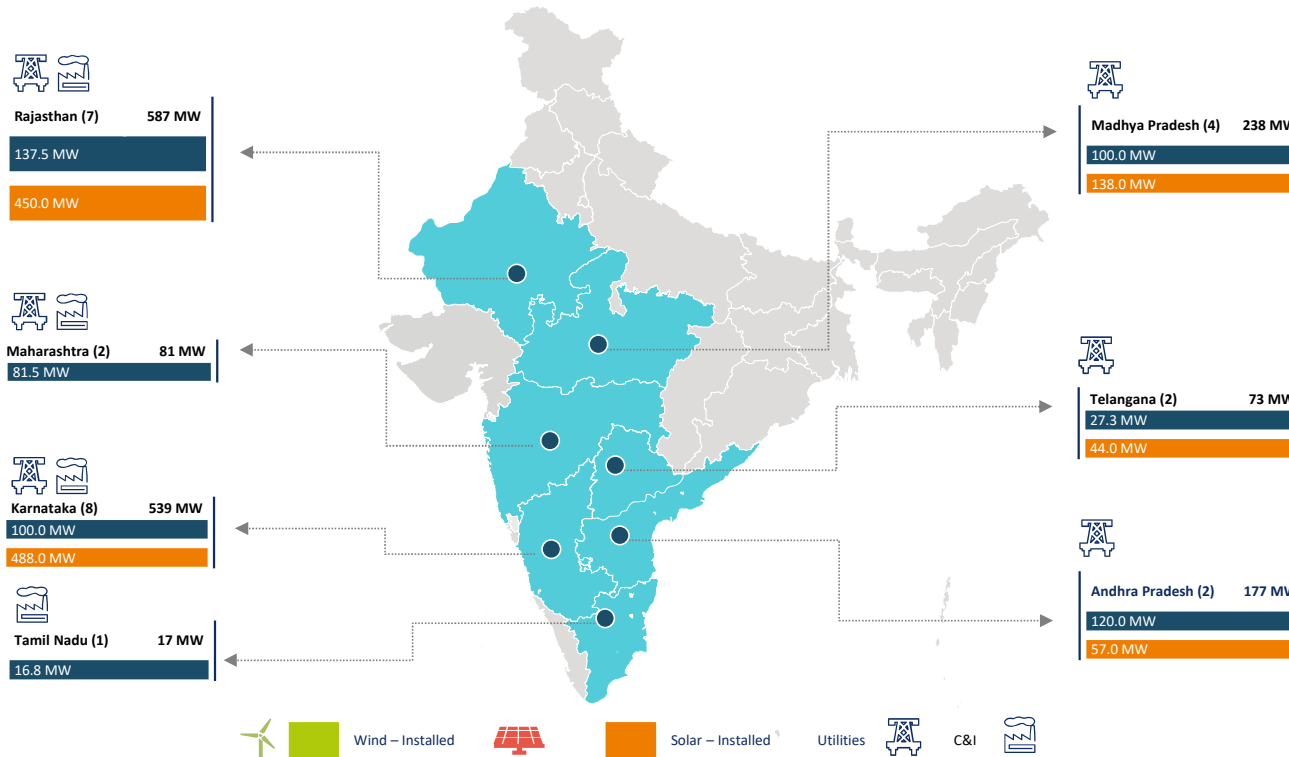 Rajasthan (7) 587 MW
137.5 MW
450.0 MW
Maharashtra (2) 81 MW
81.5 MW
Karnataka (8) 539 MW
100.0 MW
488.0 MW
Tamil Nadu (1) 17 MW
16.8 MW
Madhya Pradesh (4) 238 MW
100.0 MW
138.0 MW
Telangana (2) 73 MW
27.3 MW
44.0 MW
Andhra Pradesh (2) 177 MW
120.0 MW
57.0 MW
Wind – Installed Solar – Installed Utilities C&I